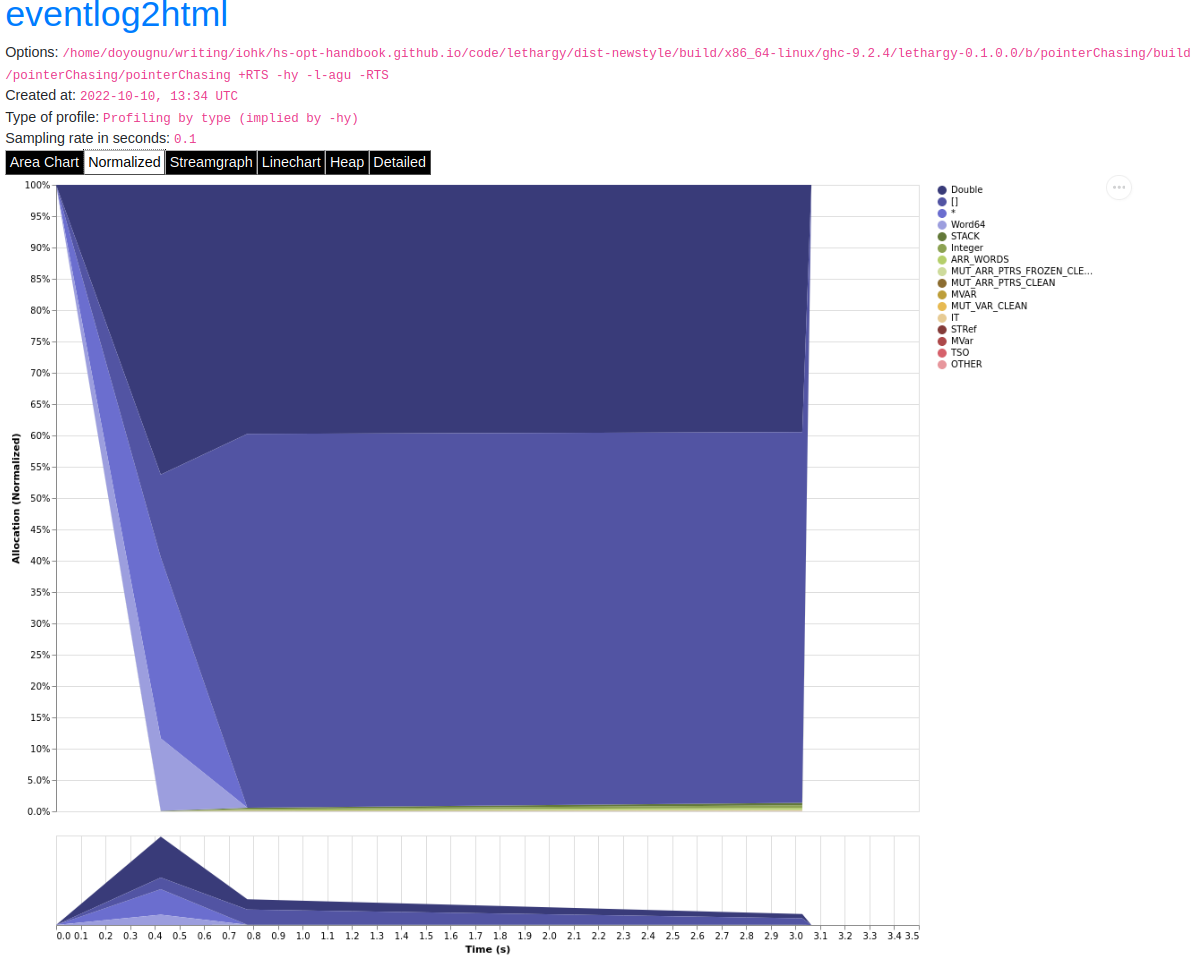 eventlog2html
Options: /home/doyougnu/writing/iohk/hs-opt-handbook.github.io/code/lethargy/dist-newstyle/build/x86_64-linux/ghc-9.2.4/lethargy-0.1.0.0/b/pointerChasing/build
/pointerChasing/pointerChasing +RTS -hy -l-agu -RTS
Created at: 2022-10-10, 13:34 UTC
Type of profile: Profiling by type (implied by -hy)
Sampling rate in seconds: 0.1
Area Chart Normalized Streamgraph Linechart Heap Detailed
Allocation (Normalized)
100%
95%
90%
85%
80%
75%
70%
65%
60%
55%
50%
45%
40%
35%
30%
25%
20%
15%
10%
5.0%
0.0%
Double
[]
*
Word64
STACK
Integer
ARR_WORDS
MUT_ARR_PTRS_FROZEN_CLE...
MUT_ARR_PTRS_CLEAN
MVAR
MUT_VAR_CLEAN
IT
STRef
MVar
TSO
OTHER
0.0 0.1 0.2 0.3 0.4 0.5 0.6 0.7 0.8 0.9 1.0 1.1 1.2 1.3 1.4 1.5 1.6 1.7 1.8 1.9 2.0 2.1 2.2 2.3 2.4 2.5 2.6 2.7 2.8 2.9 3.0 3.1 3.2 3.3 3.4 3.5
Time (s)